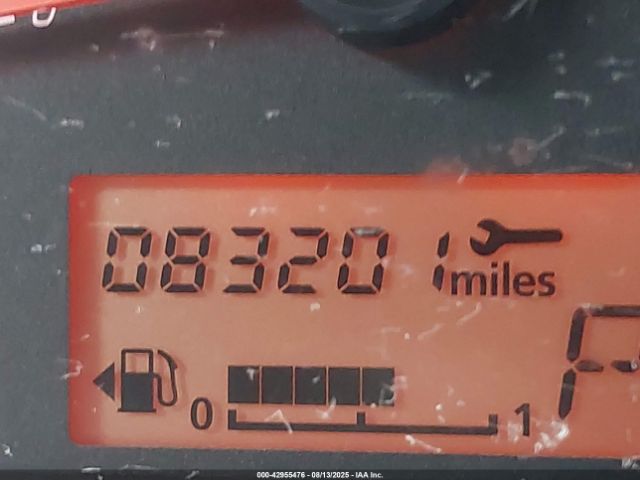 083201 miles
0 1
P
000-42955476 - 08/13/2025 - IAA Inc.